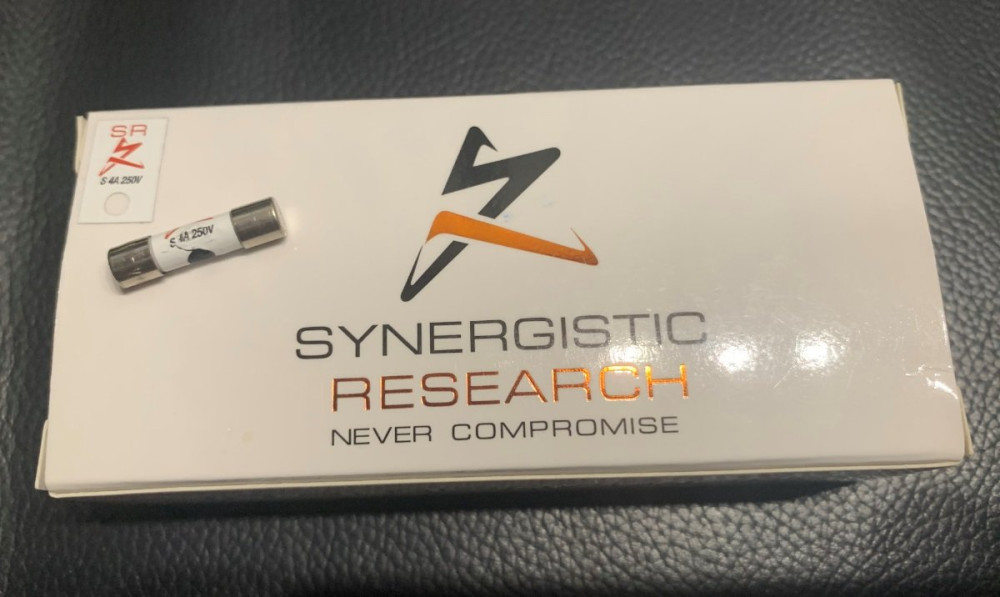 SR
S 4A 250V
S 4A 250V
SYNERGISTIC
RESEARCH
NEVER COMPROMISE